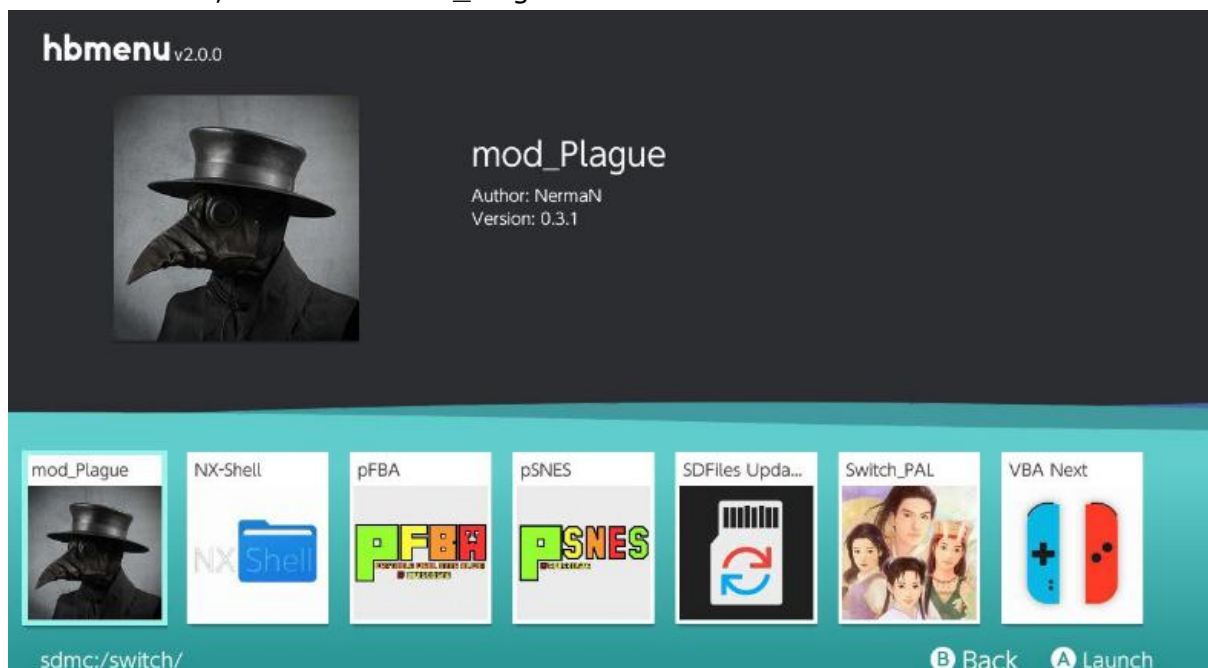 hbmenu v2.0.0
mod_Plague
Author: NermaN
Version: 0.3.1
mod_Plague
NX-Shell
pFBA
pSNES
SDFiles Upda...
Switch_PAL
VBA Next
NX Shell
PFBA
PSNES
sdmc:/switch/
B Back
A Launch